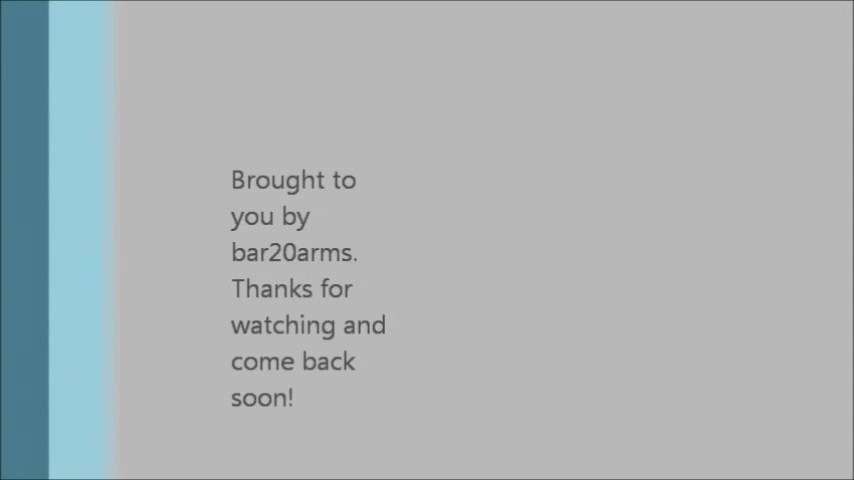 Brought to
you by
bar20arms.
Thanks for
watching and
come back
soon!